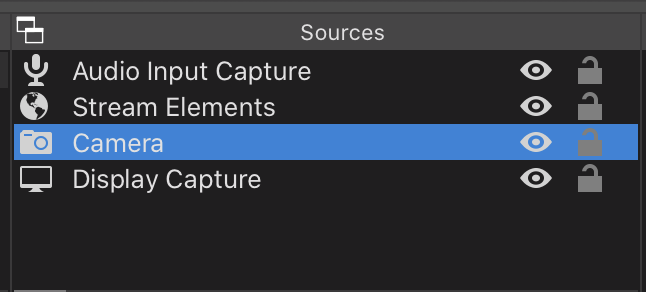 Sources
Audio Input Capture
Stream Elements
Camera
Display Capture